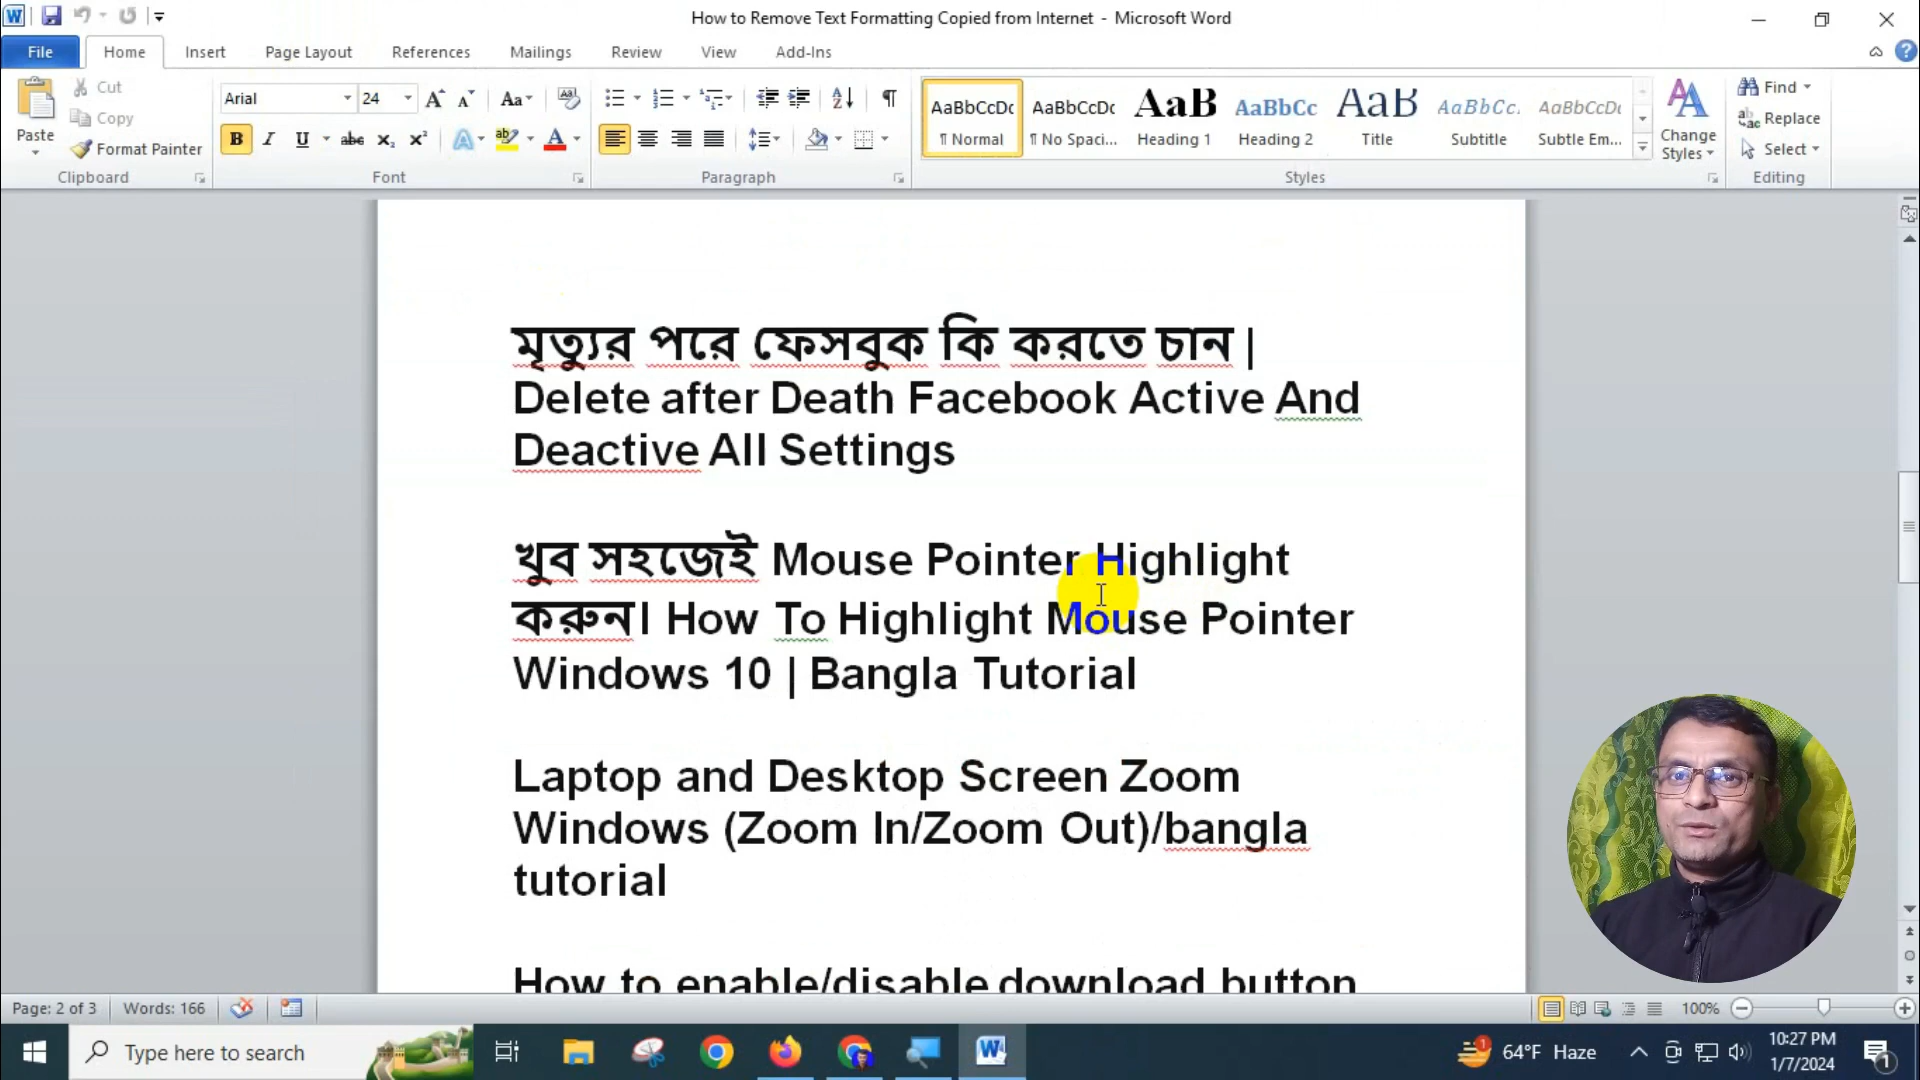 How to Remove Text Formatting Copied from Internet - Microsoft Word
File Home Insert Page Layout References Mailings Review View Add-Ins
Paste
Cut
Copy
Format Painter
Clipboard
Arial 24
Font
Paragraph
AaBbCcDc AaBbCcDc AaB AaBbCc AaB AaBbCc. AaBbCcDc
¶ Normal ¶ No Spaci... Heading 1 Heading 2 Title Subtitle Subtle Em...
Styles
Change Styles
Find
Replace
Select
Editing
মৃত্যুর পরে ফেসবুক কি করতে চান |
Delete after Death Facebook Active And
Deactive All Settings
খুব সহজেই Mouse Pointer Highlight
করুন। How To Highlight Mouse Pointer
Windows 10 | Bangla Tutorial
Laptop and Desktop Screen Zoom
Windows (Zoom In/Zoom Out)/bangla
tutorial
How to enable/disable download button
Page: 2 of 3 Words: 166 100%
Type here to search 64°F Haze 10:27 PM
1/7/2024